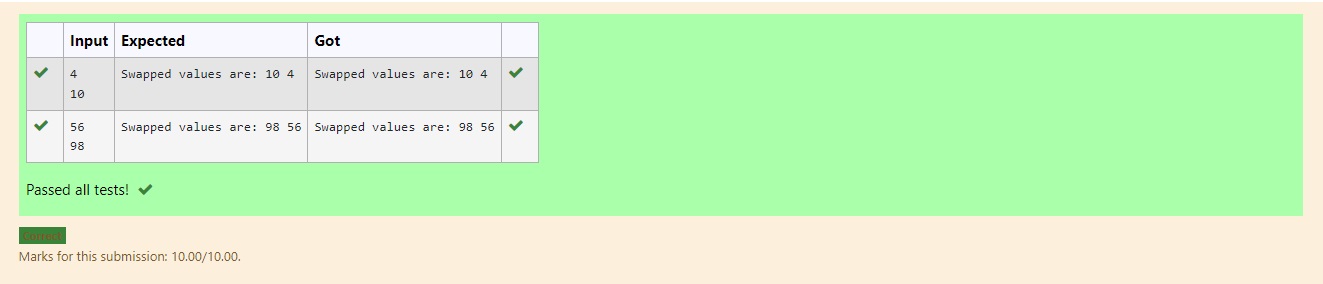 Input Expected Got
4 Swapped values are: 10 4 Swapped values are: 10 4
10
56 Swapped values are: 98 56 Swapped values are: 98 56
98
Passed all tests!
Correct
Marks for this submission: 10.00/10.00.